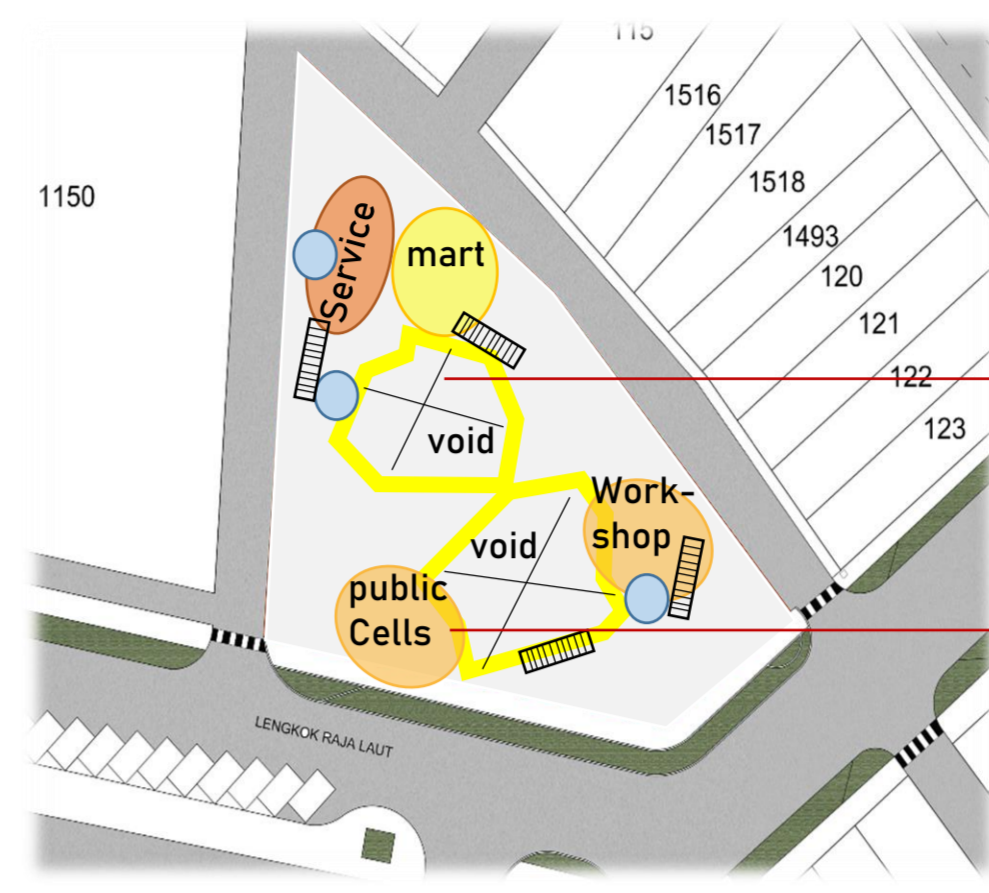 115
1516
1517
1150
1518
Service
mart
1493
120
121
122
void
123
Work-
shop
void
public
Cells
LENGKOK RAJA LAUT